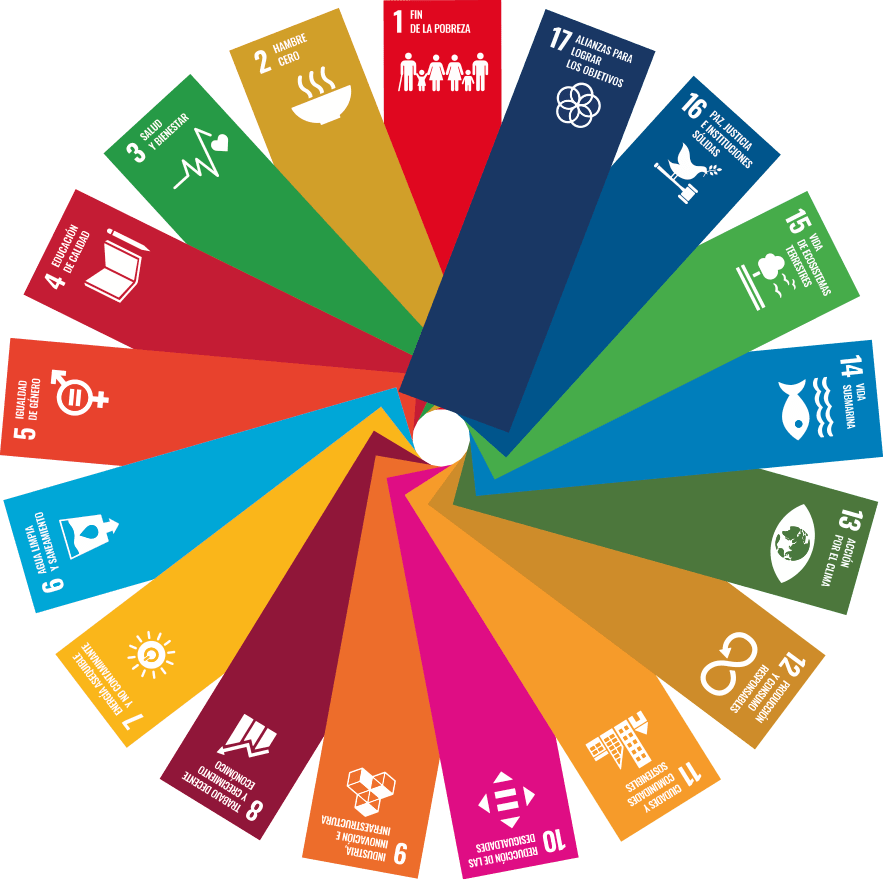 1 FIN
DE LA POBREZA
2 HAMBRE
CERO
3 SALUD
Y BIENESTAR
4 EDUCACIÓN
DE CALIDAD
5 IGUALDAD
DE GÉNERO
6 AGUA LIMPIA
Y SANEAMIENTO
7 ENERGÍA ASEQUIBLE
Y NO CONTAMINANTE
8 TRABAJO DECENTE
Y CRECIMIENTO
ECONÓMICO
9 INDUSTRIA,
INNOVACIÓN E
INFRAESTRUCTURA
10 REDUCCIÓN DE LAS
DESIGUALDADES
11 CIUDADES Y
COMUNIDADES
SOSTENIBLES
12 PRODUCCIÓN
Y CONSUMO
RESPONSABLES
13 ACCIÓN
POR EL CLIMA
14 VIDA
SUBMARINA
15 VIDA
DE ECOSISTEMAS
TERRESTRES
16 PAZ, JUSTICIA
E INSTITUCIONES
SÓLIDAS
17 ALIANZAS PARA
LOGRAR
LOS OBJETIVOS